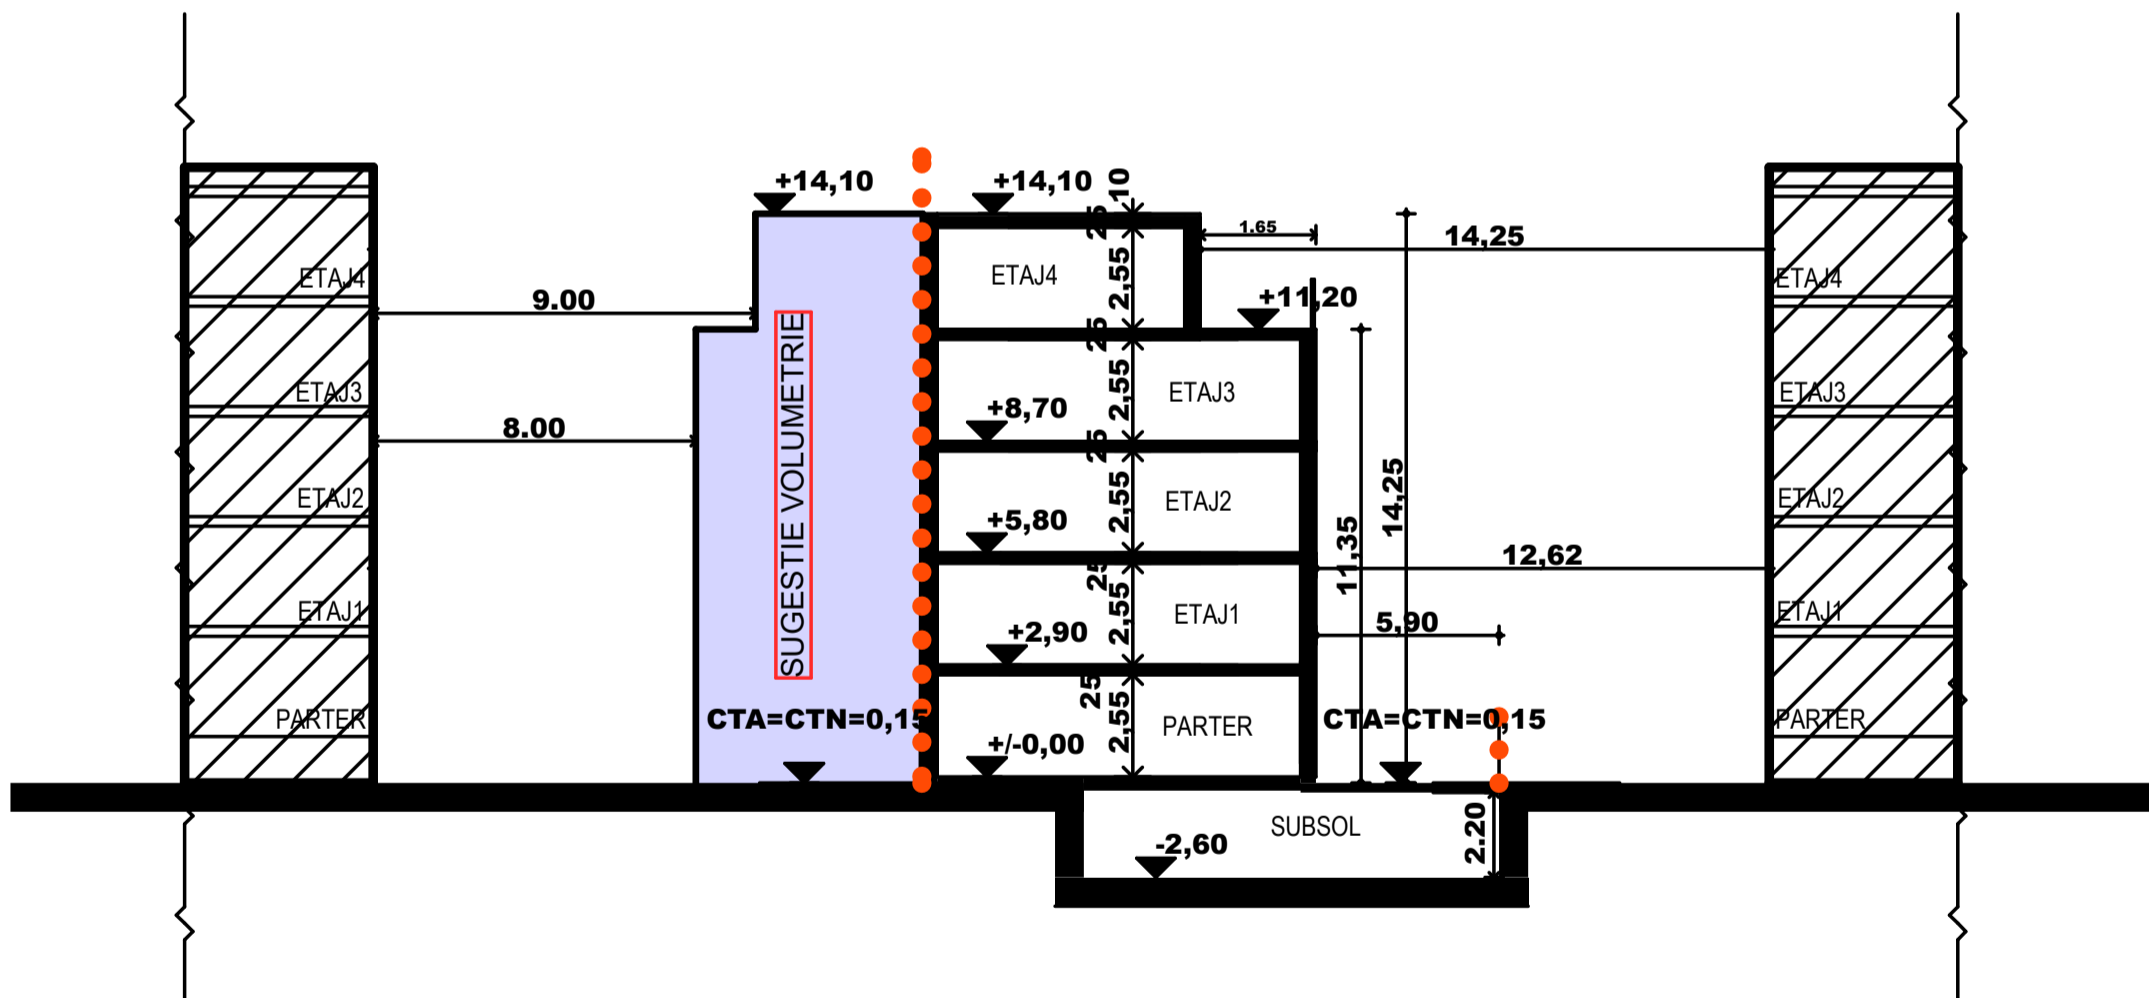 +14,10
+14,10
10
25
1.65
14,25
ETAJ4
ETAJ4
2,55
ETAJ4
9.00
+11,20
25
SUGESTIE VOLUMETRIE
ETAJ3
2,55
ETAJ3
ETAJ3
+8,70
8.00
25
14,25
ETAJ2
2,55
ETAJ2
ETAJ2
+5,80
11,35
12,62
25
ETAJ1
2,55
ETAJ1
ETAJ1
5,90
+2,90
25
PARTER
CTA=CTN=0,15
2,55
PARTER
CTA=CTN=0,15
PARTER
+/-0,00
SUBSOL
2.20
-2,60